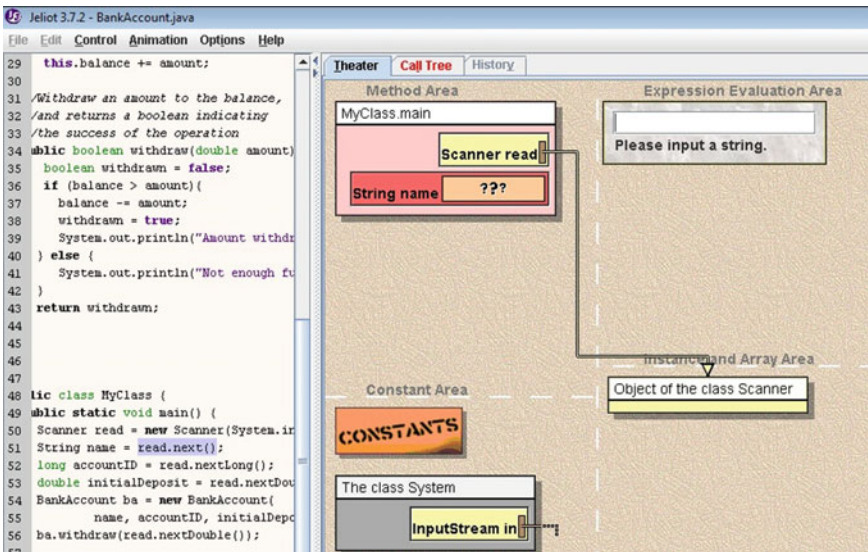 Jeliot 3.7.2 - BankAccount.java
File Edit Control Animation Options Help
29 this.balance += amount;
30
31 /Withdraw an amount to the balance,
32 /and returns a boolean indicating
33 /the success of the operation
34 ublic boolean withdraw(double amount)
35 boolean withdrawn = false;
36 if (balance > amount){
37 balance -= amount;
38 withdrawn = true;
39 System.out.println("Amount withdr
40 } else {
41 System.out.println("Not enough fu
42 }
43 return withdrawn;
44
45
46
47
48 lic class MyClass {
49 ublic static void main() {
50 Scanner read = new Scanner(System.in
51 String name = read.next();
52 long accountID = read.nextLong();
53 double initialDeposit = read.nextDou
54 BankAccount ba = new BankAccount(
55 name, accountID, initialDepo
56 ba.withdraw(read.nextDouble());
Theater Call Tree History
Method Area
MyClass.main
Scanner read
String name ???
Expression Evaluation Area
Please input a string.
Instance and Array Area
Object of the class Scanner
Constant Area
CONSTANTS
The class System
InputStream in